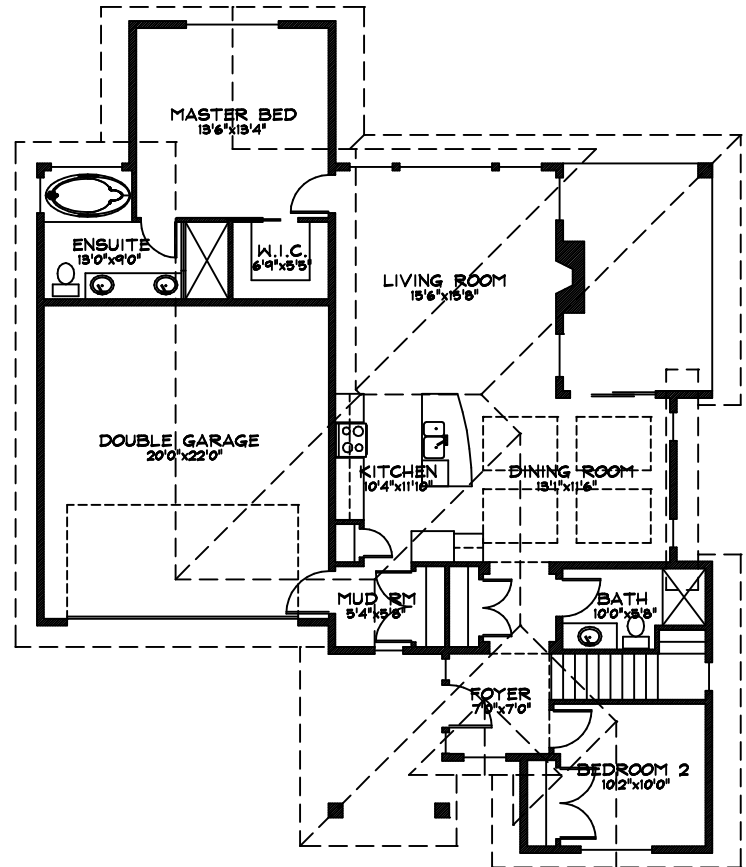 MASTER BED
13'6"x13'4"
ENSUITE
13'0"x9'0"
W.I.C.
6'9"x5'5"
LIVING ROOM
15'6"x15'8"
DOUBLE GARAGE
20'0"x22'0"
KITCHEN
10'4"x11'10"
DINING ROOM
13'1"x11'6"
MUD RM
5'4"x5'8"
BATH
10'0"x5'8"
FOYER
7'0"x7'0"
BEDROOM 2
10'2"x10'0"